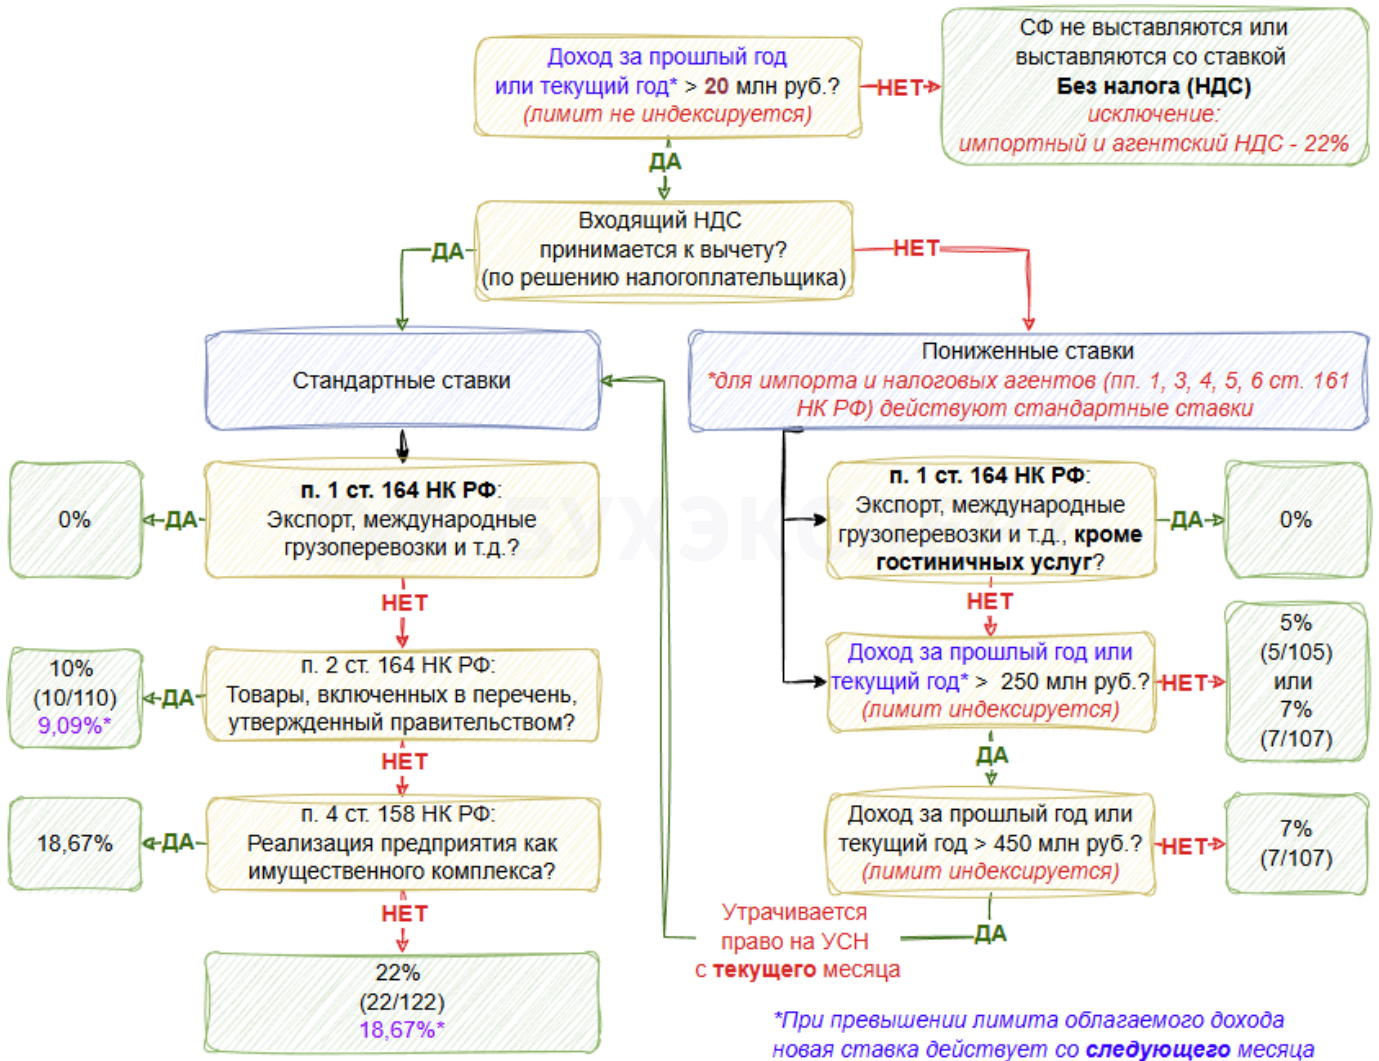 Доход за прошлый год
или текущий год* > 20 млн руб.?
(лимит не индексируется)
НЕТ
СФ не выставляются или
выставляются со ставкой
Без налога (НДС)
исключение:
импортный и агентский НДС - 22%
ДА
Входящий НДС
принимается к вычету?
(по решению налогоплательщика)
ДА
НЕТ
Стандартные ставки
Пониженные ставки
*для импорта и налоговых агентов (пп. 1, 3, 4, 5, 6 ст. 161
НК РФ) действуют стандартные ставки
п. 1 ст. 164 НК РФ:
Экспорт, международные
грузоперевозки и т.д.?
ДА
0%
НЕТ
п. 2 ст. 164 НК РФ:
Товары, включенных в перечень,
утвержденный правительством?
ДА
10%
(10/110)
9,09%*
НЕТ
п. 4 ст. 158 НК РФ:
Реализация предприятия как
имущественного комплекса?
ДА
18,67%
НЕТ
22%
(22/122)
18,67%*
п. 1 ст. 164 НК РФ:
Экспорт, международные
грузоперевозки и т.д., кроме
гостиничных услуг?
ДА
0%
НЕТ
Доход за прошлый год или
текущий год* > 250 млн руб.?
(лимит индексируется)
НЕТ
5%
(5/105)
или
7%
(7/107)
ДА
Доход за прошлый год или
текущий год > 450 млн руб.?
(лимит индексируется)
НЕТ
7%
(7/107)
ДА
Утрачивается
право на УСН
с текущего месяца
*При превышении лимита облагаемого дохода
новая ставка действует со следующего месяца